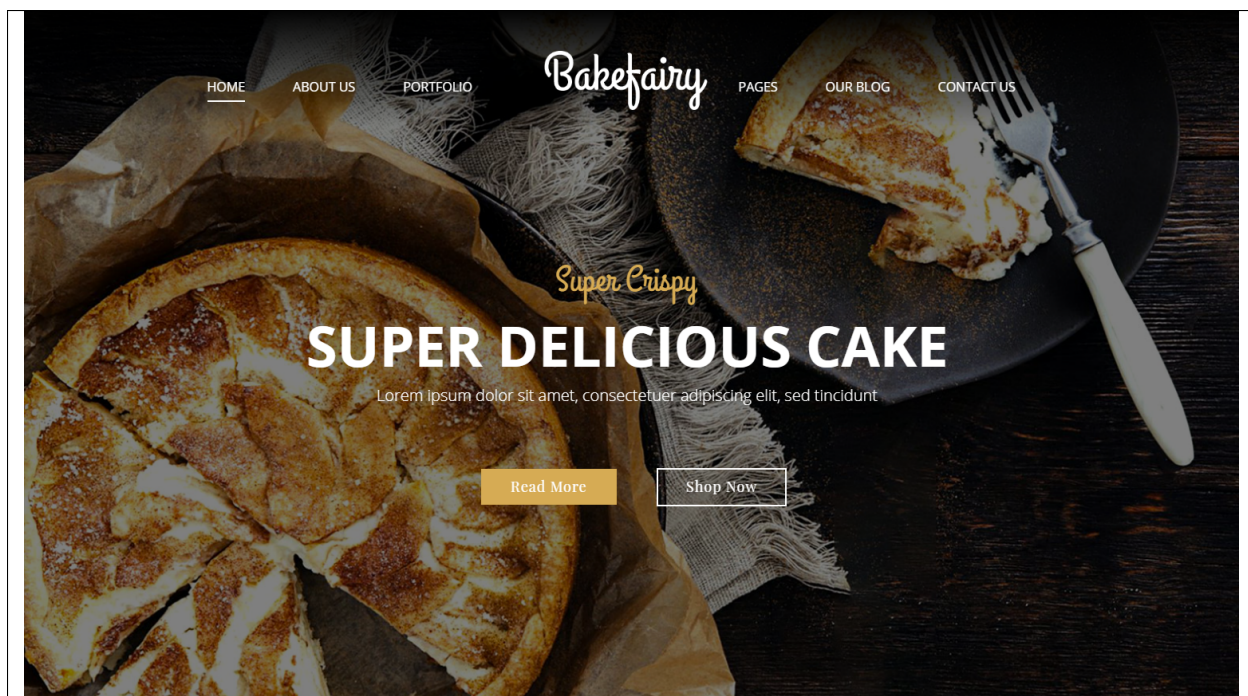 HOME ABOUT US PORTFOLIO Bakefairy PAGES OUR BLOG CONTACT US
Super Crispy
SUPER DELICIOUS CAKE
Lorem ipsum dolor sit amet, consectetuer adipiscing elit, sed tincidunt
Read More Shop Now